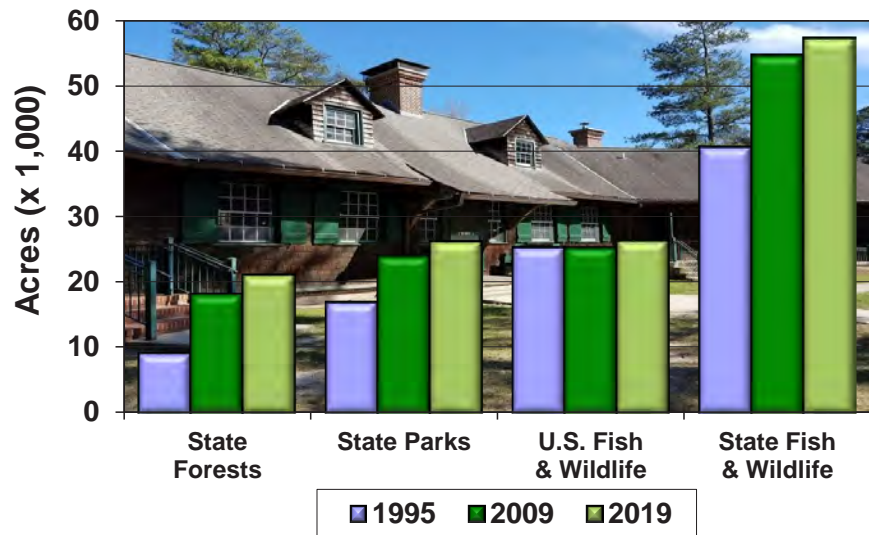 60
50
40
30
20
10
0
Acres (x 1,000)
State
Forests
State Parks
U.S. Fish
& Wildlife
State Fish
& Wildlife
1995 2009 2019